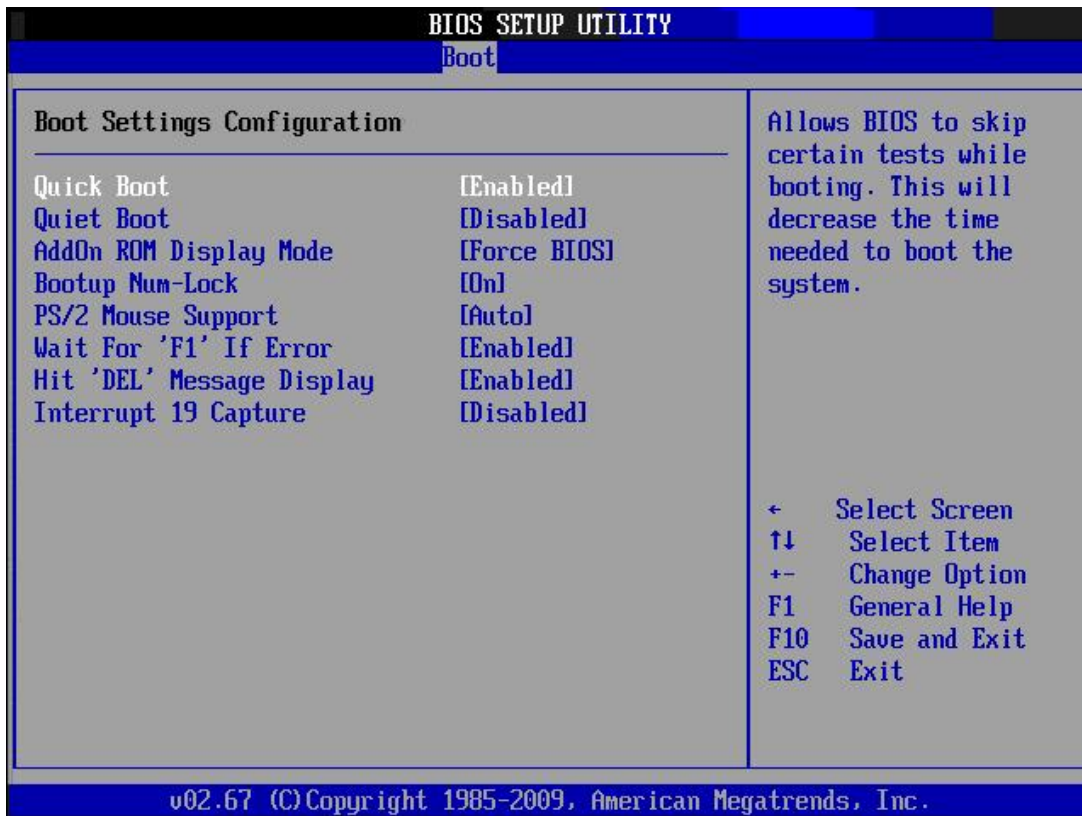 BIOS SETUP UTILITY
Boot
Boot Settings Configuration
Quick Boot [Enabled]
Quiet Boot [Disabled]
AddOn ROM Display Mode [Force BIOS]
Bootup Num-Lock [On]
PS/2 Mouse Support [Auto]
Wait For 'F1' If Error [Enabled]
Hit 'DEL' Message Display [Enabled]
Interrupt 19 Capture [Disabled]
Allows BIOS to skip
certain tests while
booting. This will
decrease the time
needed to boot the
system.
← Select Screen
↑↓ Select Item
+- Change Option
F1 General Help
F10 Save and Exit
ESC Exit
v02.67 (C)Copyright 1985-2009, American Megatrends, Inc.